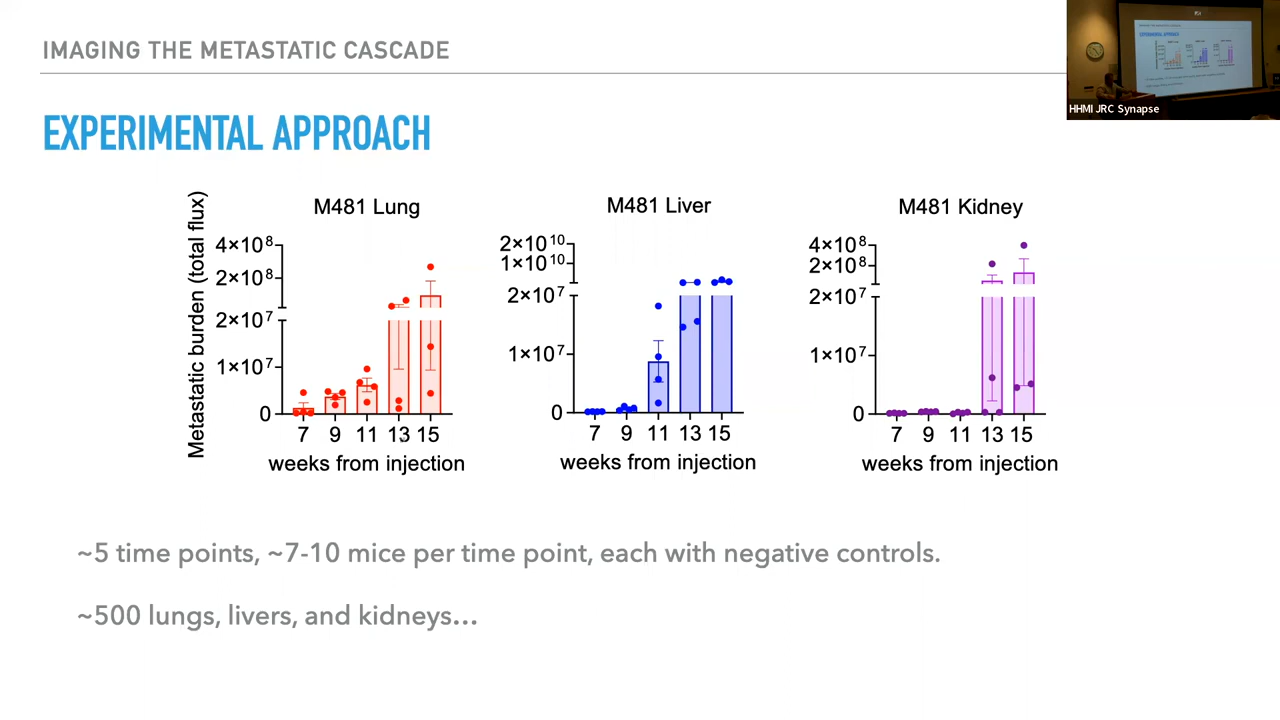 IMAGING THE METASTATIC CASCADE
HHMI JRC Synapse
EXPERIMENTAL APPROACH
Metastatic burden (total flux)
M481 Lung
4×10⁸
2×10⁸
2×10⁷
1×10⁷
0
7 9 11 13 15
weeks from injection
M481 Liver
2×10¹⁰
1×10¹⁰
2×10⁷
1×10⁷
0
7 9 11 13 15
weeks from injection
M481 Kidney
4×10⁸
2×10⁸
2×10⁷
1×10⁷
0
7 9 11 13 15
weeks from injection
~5 time points, ~7-10 mice per time point, each with negative controls.
~500 lungs, livers, and kidneys…